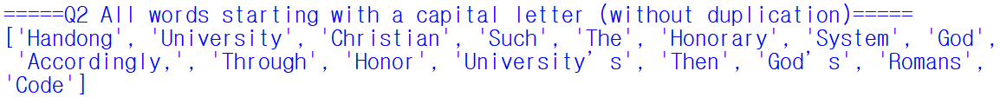 =====Q2 All words starting with a capital letter (without duplication)=====
['Handong', 'University', 'Christian', 'Such', 'The', 'Honorary', 'System', 'God',
'Accordingly,', 'Through', 'Honor', 'University’s', 'Then', 'God’s', 'Romans',
'Code']